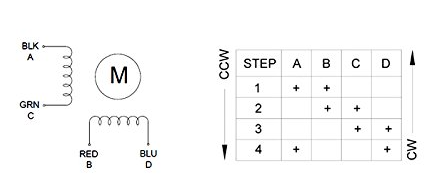 BLK
A
GRN
C
M
RED
B
BLU
D
CCW
STEP A B C D
1 + +
2 + +
3 + +
4 + +
CW